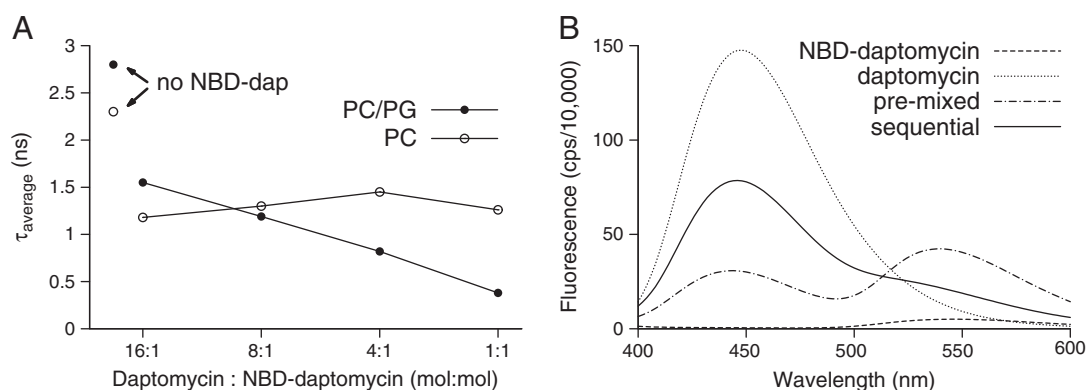 A
3
2.5
2
1.5
1
0.5
0
τaverage (ns)
no NBD-dap
PC/PG
PC
16:1
8:1
4:1
1:1
Daptomycin : NBD-daptomycin (mol:mol)
B
150
100
50
0
Fluorescence (cps/10,000)
NBD-daptomycin
daptomycin
pre-mixed
sequential
400
450
500
550
600
Wavelength (nm)